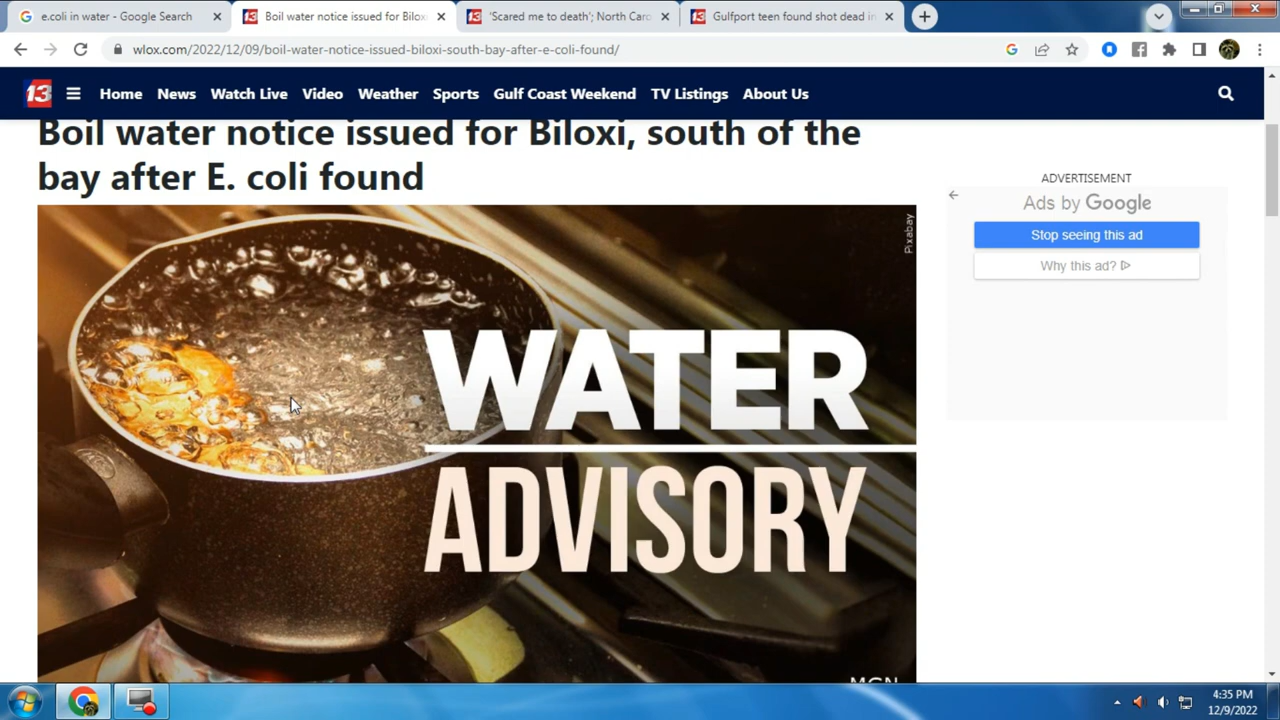 e.coli in water - Google Search
Boil water notice issued for Bilox
'Scared me to death'; North Caro
Gulfport teen found shot dead in
wlox.com/2022/12/09/boil-water-notice-issued-biloxi-south-bay-after-e-coli-found/
13 Home News Watch Live Video Weather Sports Gulf Coast Weekend TV Listings About Us
Boil water notice issued for Biloxi, south of the
bay after E. coli found
ADVERTISEMENT
Ads by Google
Stop seeing this ad
Why this ad?
Pixabay
WATER
ADVISORY
MGN
4:35 PM
12/9/2022